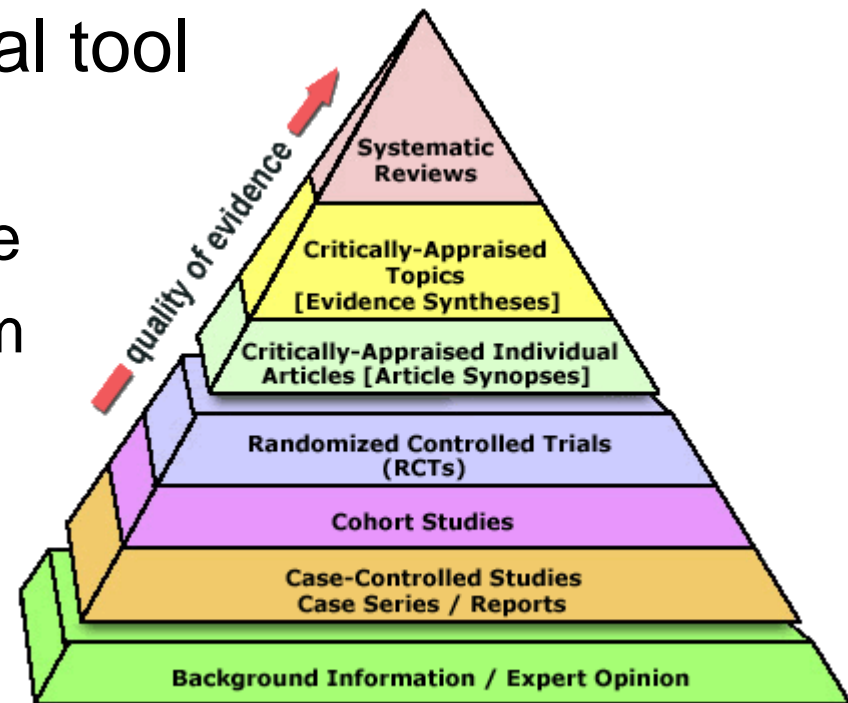 al tool
e
m
quality of evidence
Systematic
Reviews
Critically-Appraised
Topics
[Evidence Syntheses]
Critically-Appraised Individual
Articles [Article Synopses]
Randomized Controlled Trials
(RCTs)
Cohort Studies
Case-Controlled Studies
Case Series / Reports
Background Information / Expert Opinion